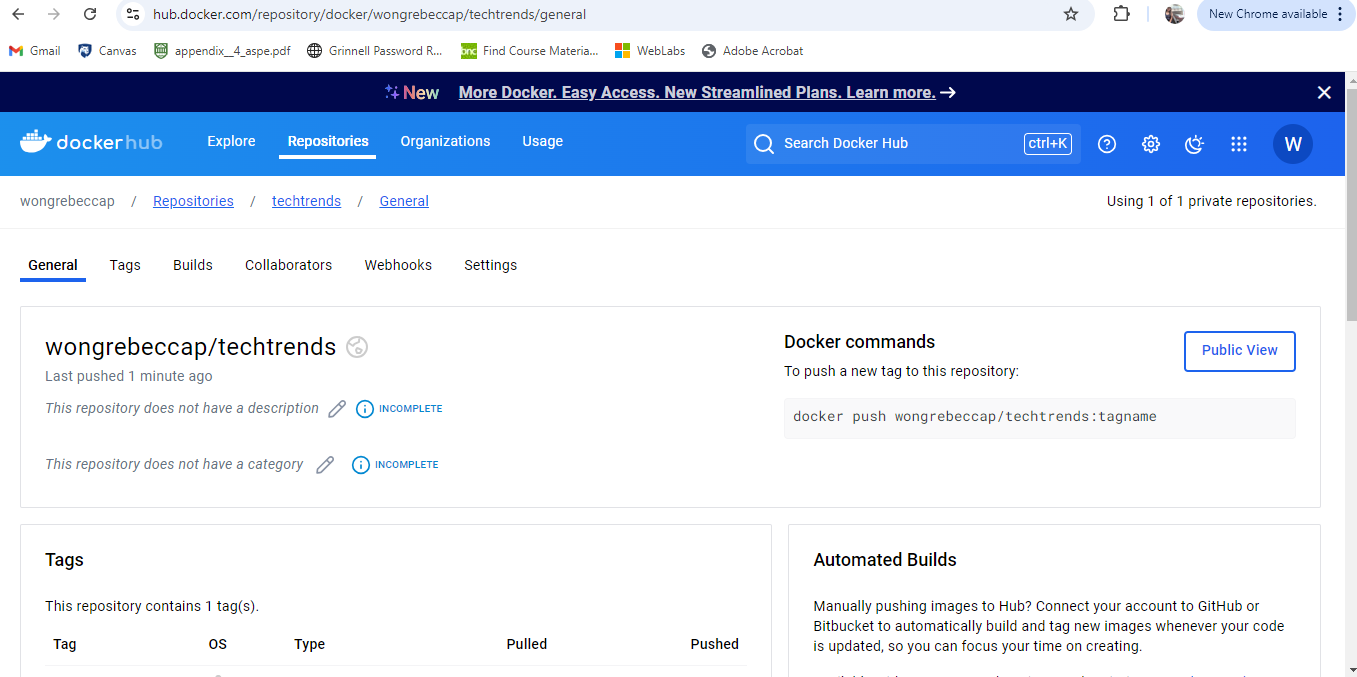 hub.docker.com/repository/docker/wongrebeccap/techtrends/general
New Chrome available
Gmail Canvas appendix__4_aspe.pdf Grinnell Password R... bnc Find Course Materia... WebLabs Adobe Acrobat
New More Docker. Easy Access. New Streamlined Plans. Learn more. →
dockerhub Explore Repositories Organizations Usage Search Docker Hub ctrl+K W
wongrebeccap / Repositories / techtrends / General Using 1 of 1 private repositories.
General Tags Builds Collaborators Webhooks Settings
wongrebeccap/techtrends
Last pushed 1 minute ago
This repository does not have a description INCOMPLETE
This repository does not have a category INCOMPLETE
Docker commands
Public View
To push a new tag to this repository:
docker push wongrebeccap/techtrends:tagname
Tags
This repository contains 1 tag(s).
Tag OS Type Pulled Pushed
Automated Builds
Manually pushing images to Hub? Connect your account to GitHub or
Bitbucket to automatically build and tag new images whenever your code
is updated, so you can focus your time on creating.